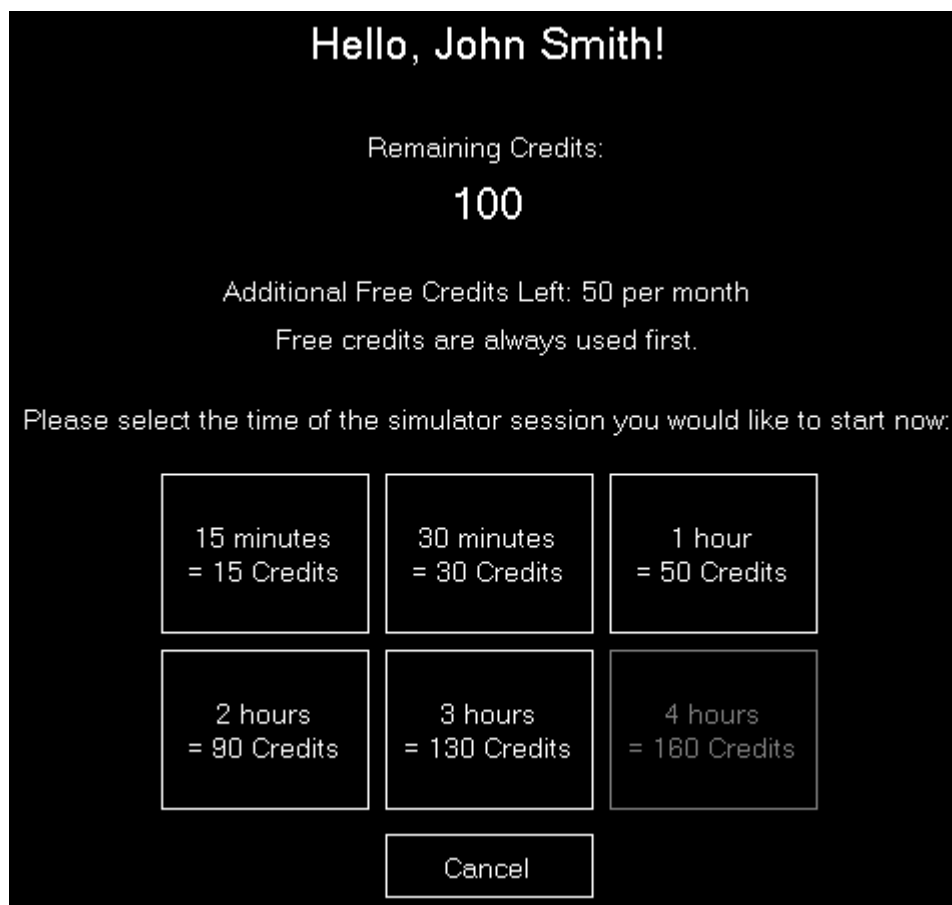 Hello, John Smith!
Remaining Credits:
100
Additional Free Credits Left: 50 per month
Free credits are always used first.
Please select the time of the simulator session you would like to start now:
15 minutes
= 15 Credits
30 minutes
= 30 Credits
1 hour
= 50 Credits
2 hours
= 90 Credits
3 hours
= 130 Credits
4 hours
= 160 Credits
Cancel